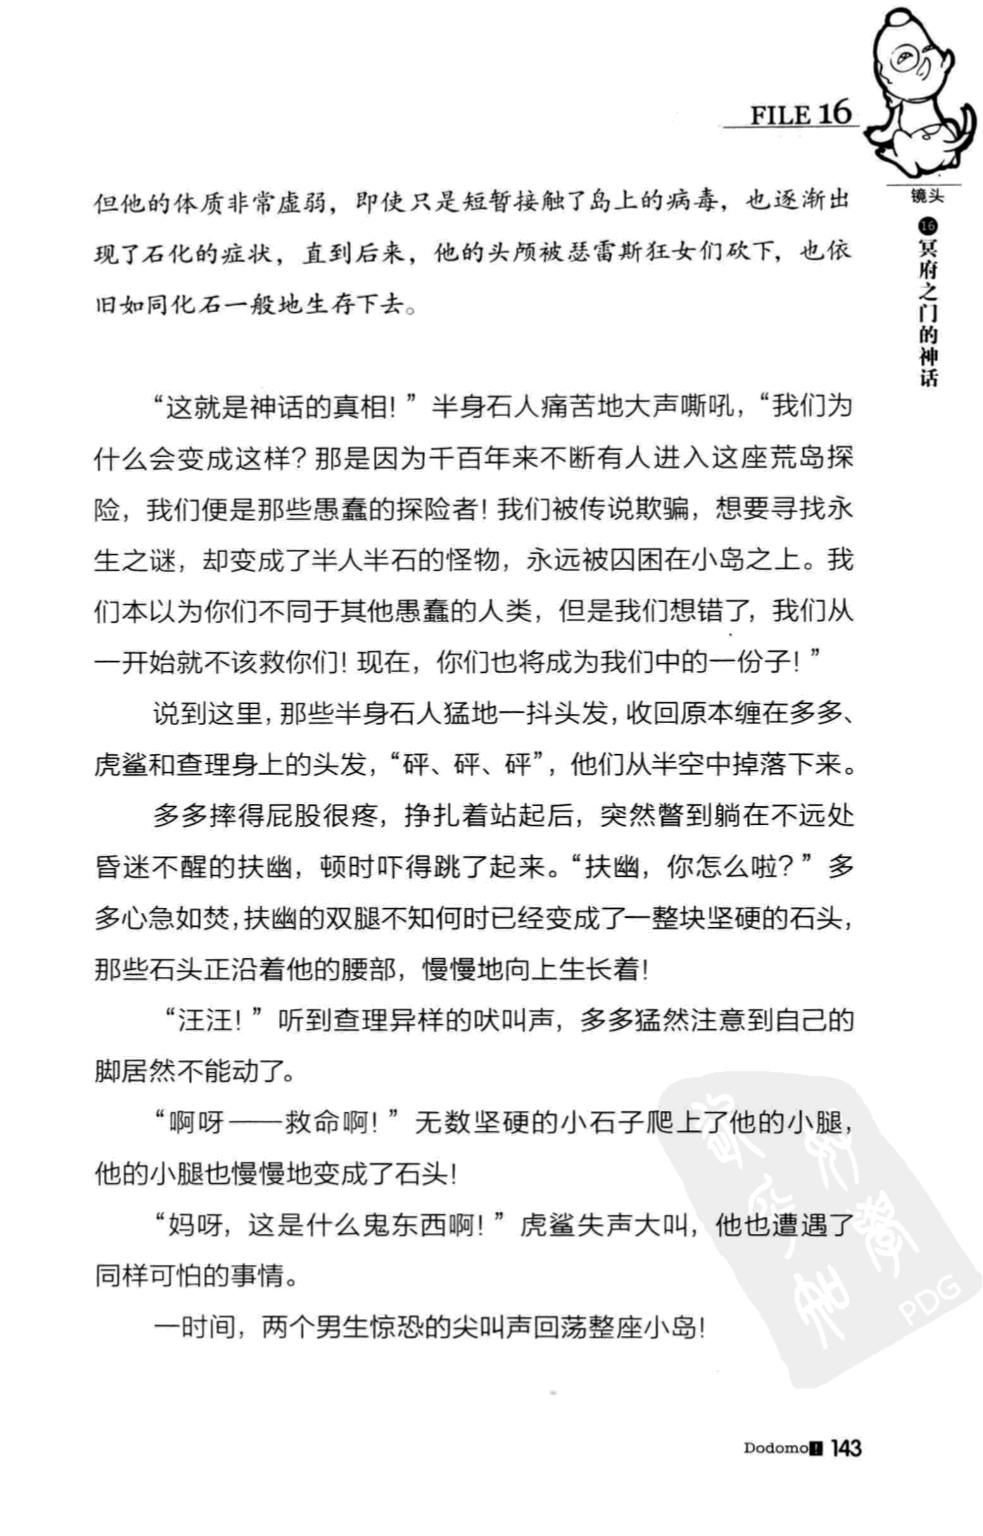 FILE 16
镜头
16
冥府之门的神话
但他的体质非常虚弱，即使只是短暂接触了岛上的病毒，也逐渐出
现了石化的症状，直到后来，他的头颅被瑟雷斯狂女们砍下，也依
旧如同化石一般地生存下去。
“这就是神话的真相！”半身石人痛苦地大声嘶吼，“我们为
什么会变成这样？那是因为千百年来不断有人进入这座荒岛探
险，我们便是那些愚蠢的探险者！我们被传说欺骗，想要寻找永
生之谜，却变成了半人半石的怪物，永远被囚困在小岛之上。我
们本以为你们不同于其他愚蠢的人类，但是我们想错了，我们从
一开始就不该救你们！现在，你们也将成为我们中的一份子！”
说到这里，那些半身石人猛地一抖头发，收回原本缠在多多、
虎鲨和查理身上的头发，“砰、砰、砰”，他们从半空中掉落下来。
多多摔得屁股很疼，挣扎着站起后，突然瞥到躺在不远处
昏迷不醒的扶幽，顿时吓得跳了起来。“扶幽，你怎么啦？”多
多心急如焚，扶幽的双腿不知何时已经变成了一整块坚硬的石头，
那些石头正沿着他的腰部，慢慢地向上生长着！
“汪汪！”听到查理异样的吠叫声，多多猛然注意到自己的
脚居然不能动了。
“啊呀——救命啊！”无数坚硬的小石子爬上了他的小腿，
他的小腿也慢慢地变成了石头！
“妈呀，这是什么鬼东西啊！”虎鲨失声大叫，他也遭遇了
同样可怕的事情。
一时间，两个男生惊恐的尖叫声回荡整座小岛！
PDG
Dodomo! 143